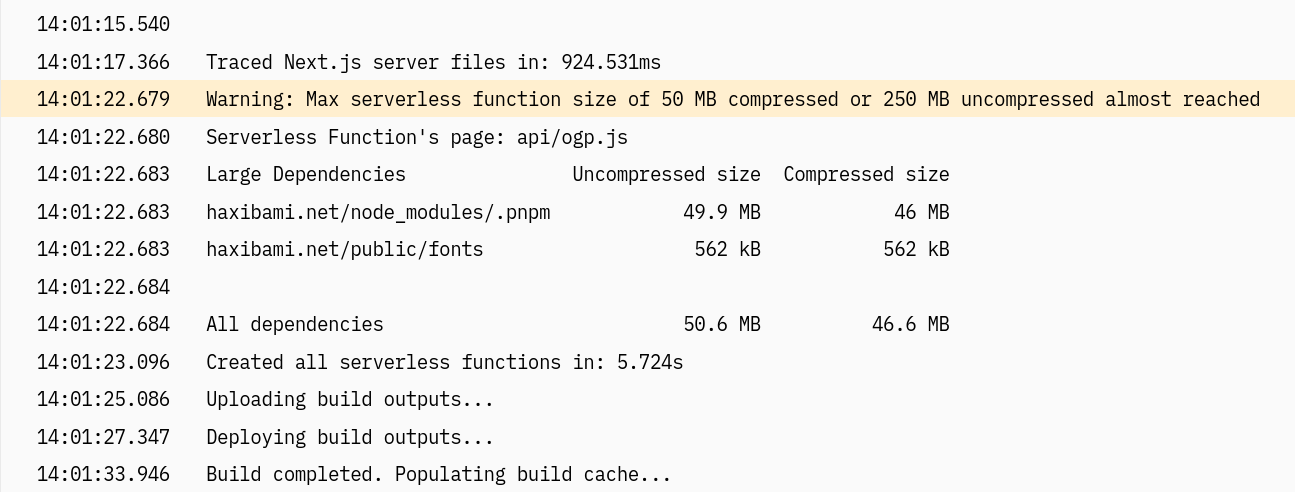 14:01:15.540
14:01:17.366 Traced Next.js server files in: 924.531ms
14:01:22.679 Warning: Max serverless function size of 50 MB compressed or 250 MB uncompressed almost reached
14:01:22.680 Serverless Function's page: api/ogp.js
14:01:22.683 Large Dependencies Uncompressed size Compressed size
14:01:22.683 haxibami.net/node_modules/.pnpm 49.9 MB 46 MB
14:01:22.683 haxibami.net/public/fonts 562 kB 562 kB
14:01:22.684
14:01:22.684 All dependencies 50.6 MB 46.6 MB
14:01:23.096 Created all serverless functions in: 5.724s
14:01:25.086 Uploading build outputs...
14:01:27.347 Deploying build outputs...
14:01:33.946 Build completed. Populating build cache...